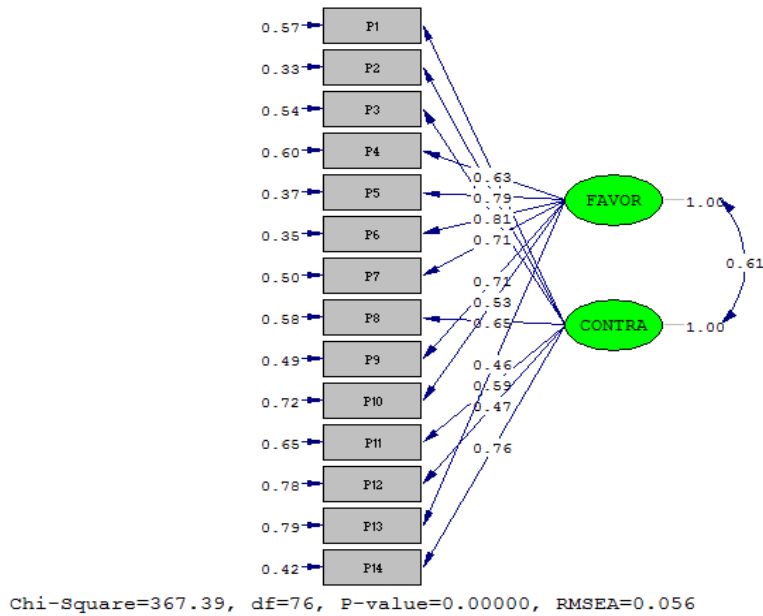 0.57 P1
0.33 P2
0.54 P3
0.60 P4
0.63
0.37 P5
0.79
FAVOR 1.00
0.35 P6
0.81
0.71
0.50 P7
0.61
0.71
0.58 P8
0.53
0.65
CONTRA 1.00
0.49 P9
0.46
0.72 P10
0.59
0.47
0.65 P11
0.76
0.78 P12
0.79 P13
0.42 P14
Chi-Square=367.39, df=76, P-value=0.00000, RMSEA=0.056